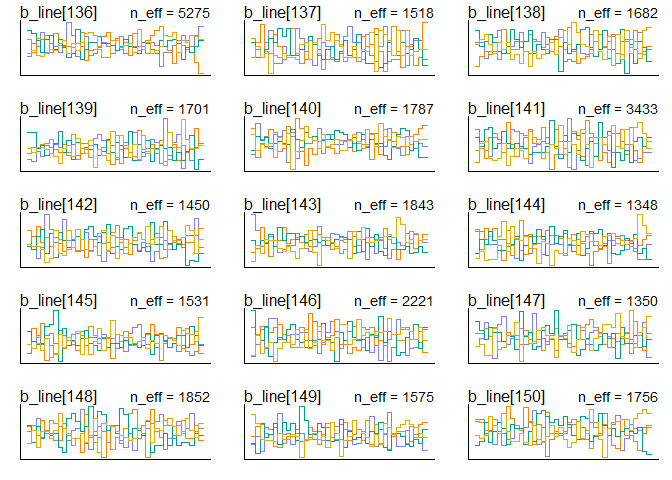 b_line[136] n_eff = 5275 b_line[137] n_eff = 1518 b_line[138] n_eff = 1682
b_line[139] n_eff = 1701 b_line[140] n_eff = 1787 b_line[141] n_eff = 3433
b_line[142] n_eff = 1450 b_line[143] n_eff = 1843 b_line[144] n_eff = 1348
b_line[145] n_eff = 1531 b_line[146] n_eff = 2221 b_line[147] n_eff = 1350
b_line[148] n_eff = 1852 b_line[149] n_eff = 1575 b_line[150] n_eff = 1756